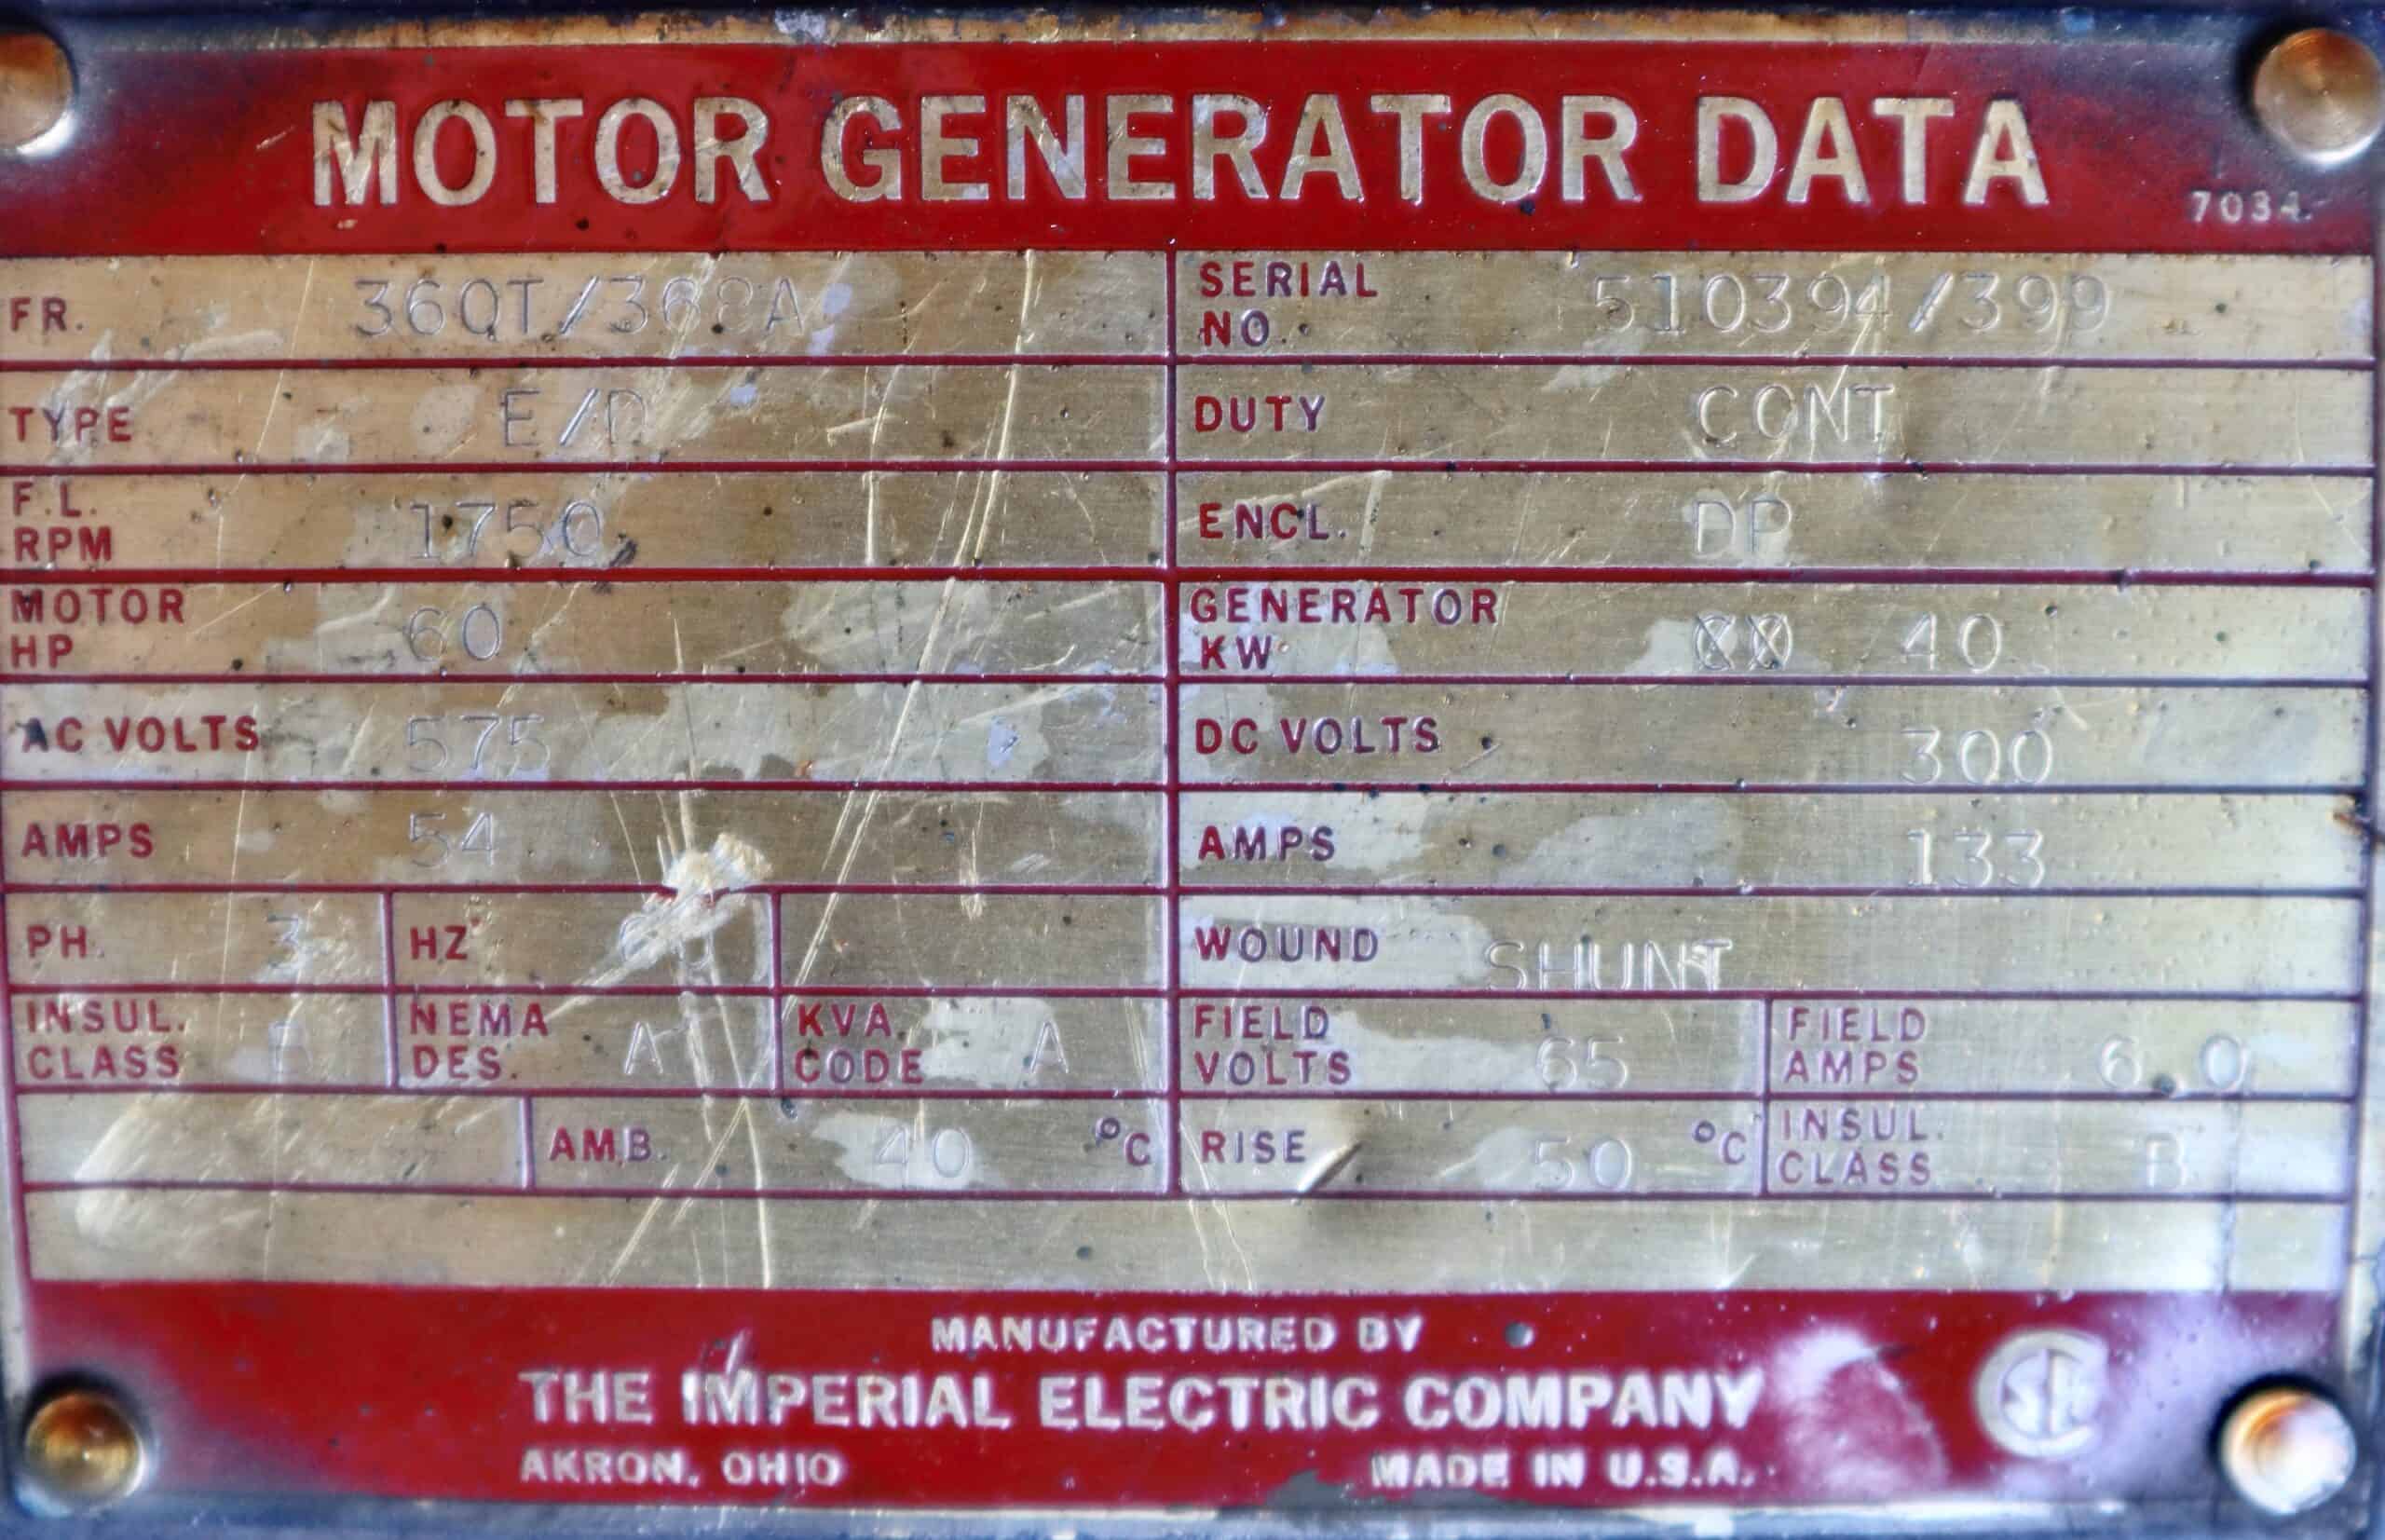 MOTOR GENERATOR DATA
7034
FR. 360T/368A
SERIAL NO. 510394/399
TYPE E/D
DUTY CONT
F.L. RPM 1750
ENCL. DP
MOTOR HP 60
GENERATOR KW 40
AC VOLTS 575
DC VOLTS 300
AMPS 54
AMPS 133
PH. 3 HZ
WOUND SHUNT
INSUL. CLASS B NEMA DES. A KVA. CODE A
FIELD VOLTS 65 FIELD AMPS 6.0
AMB. 40 °C
RISE 50 °C INSUL. CLASS B
MANUFACTURED BY
THE IMPERIAL ELECTRIC COMPANY
AKRON, OHIO MADE IN U.S.A.